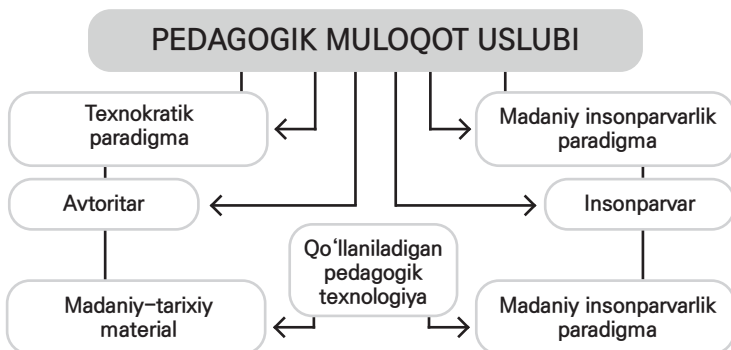 PEDAGOGIK MULOQOT USLUBI
Texnokratik
paradigma
Madaniy insonparvarlik
paradigma
Avtoritar
Insonparvar
Qo‘llaniladigan
pedagogik
texnologiya
Madaniy-tarixiy
material
Madaniy insonparvarlik
paradigma